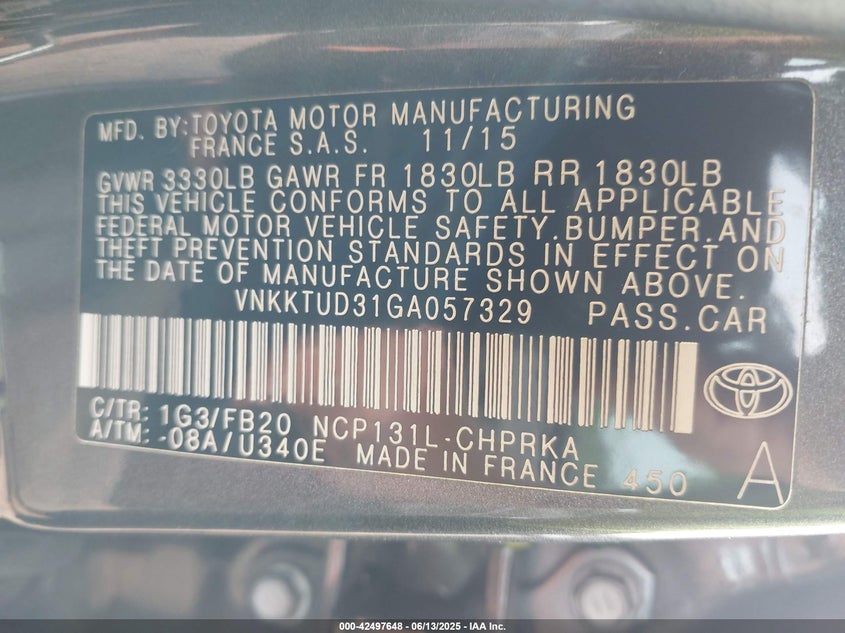 MFD. BY:TOYOTA MOTOR MANUFACTURING
FRANCE S.A.S. 11/15
GVWR 3330LB GAWR FR 1830LB RR 1830LB
THIS VEHICLE CONFORMS TO ALL APPLICABLE
FEDERAL MOTOR VEHICLE SAFETY,BUMPER,AND
THEFT PREVENTION STANDARDS IN EFFECT ON
THE DATE OF MANUFACTURE SHOWN ABOVE.
VNKKTUD31GA057329 PASS.CAR
C/TR: 1G3/FB20 NCP131L-CHPRKA
A/TM: -08A/U340E MADE IN FRANCE 450 A
000-42497648 - 06/13/2025 - IAA Inc.